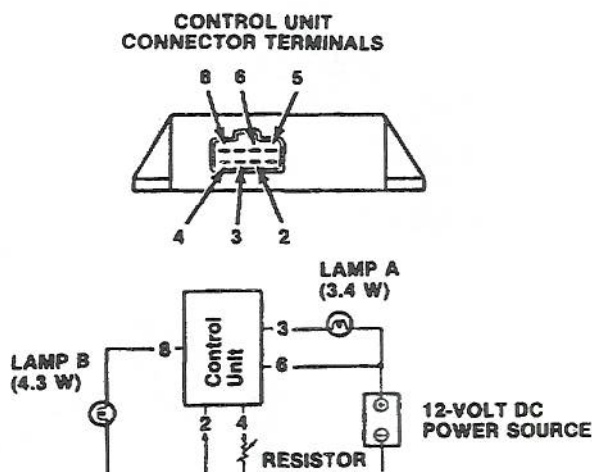 CONTROL UNIT
CONNECTOR TERMINALS
8 6 5
4 3 2
LAMP A
(3.4 W)
LAMP B
(4.3 W)
8
Control
Unit
3
6
2 4
12-VOLT DC
POWER SOURCE
RESISTOR